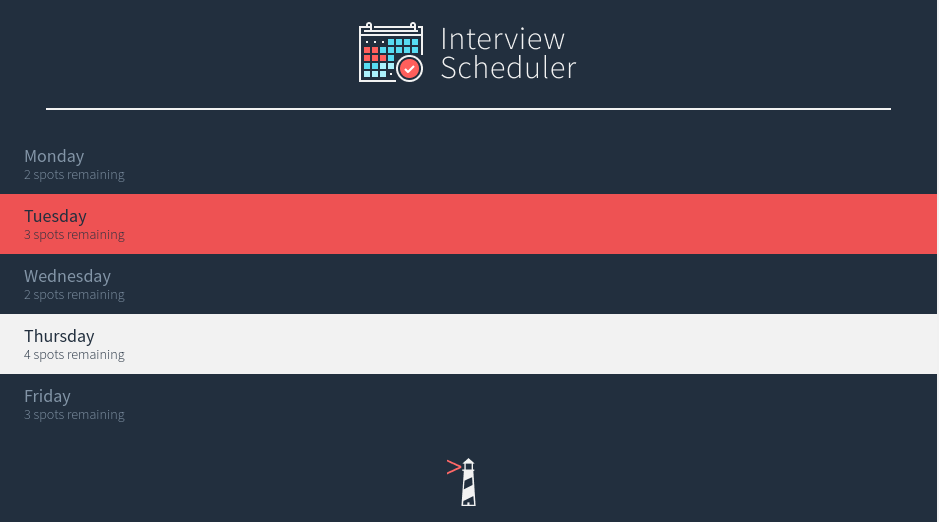 Interview
Scheduler
Monday
2 spots remaining
Tuesday
3 spots remaining
Wednesday
2 spots remaining
Thursday
4 spots remaining
Friday
3 spots remaining